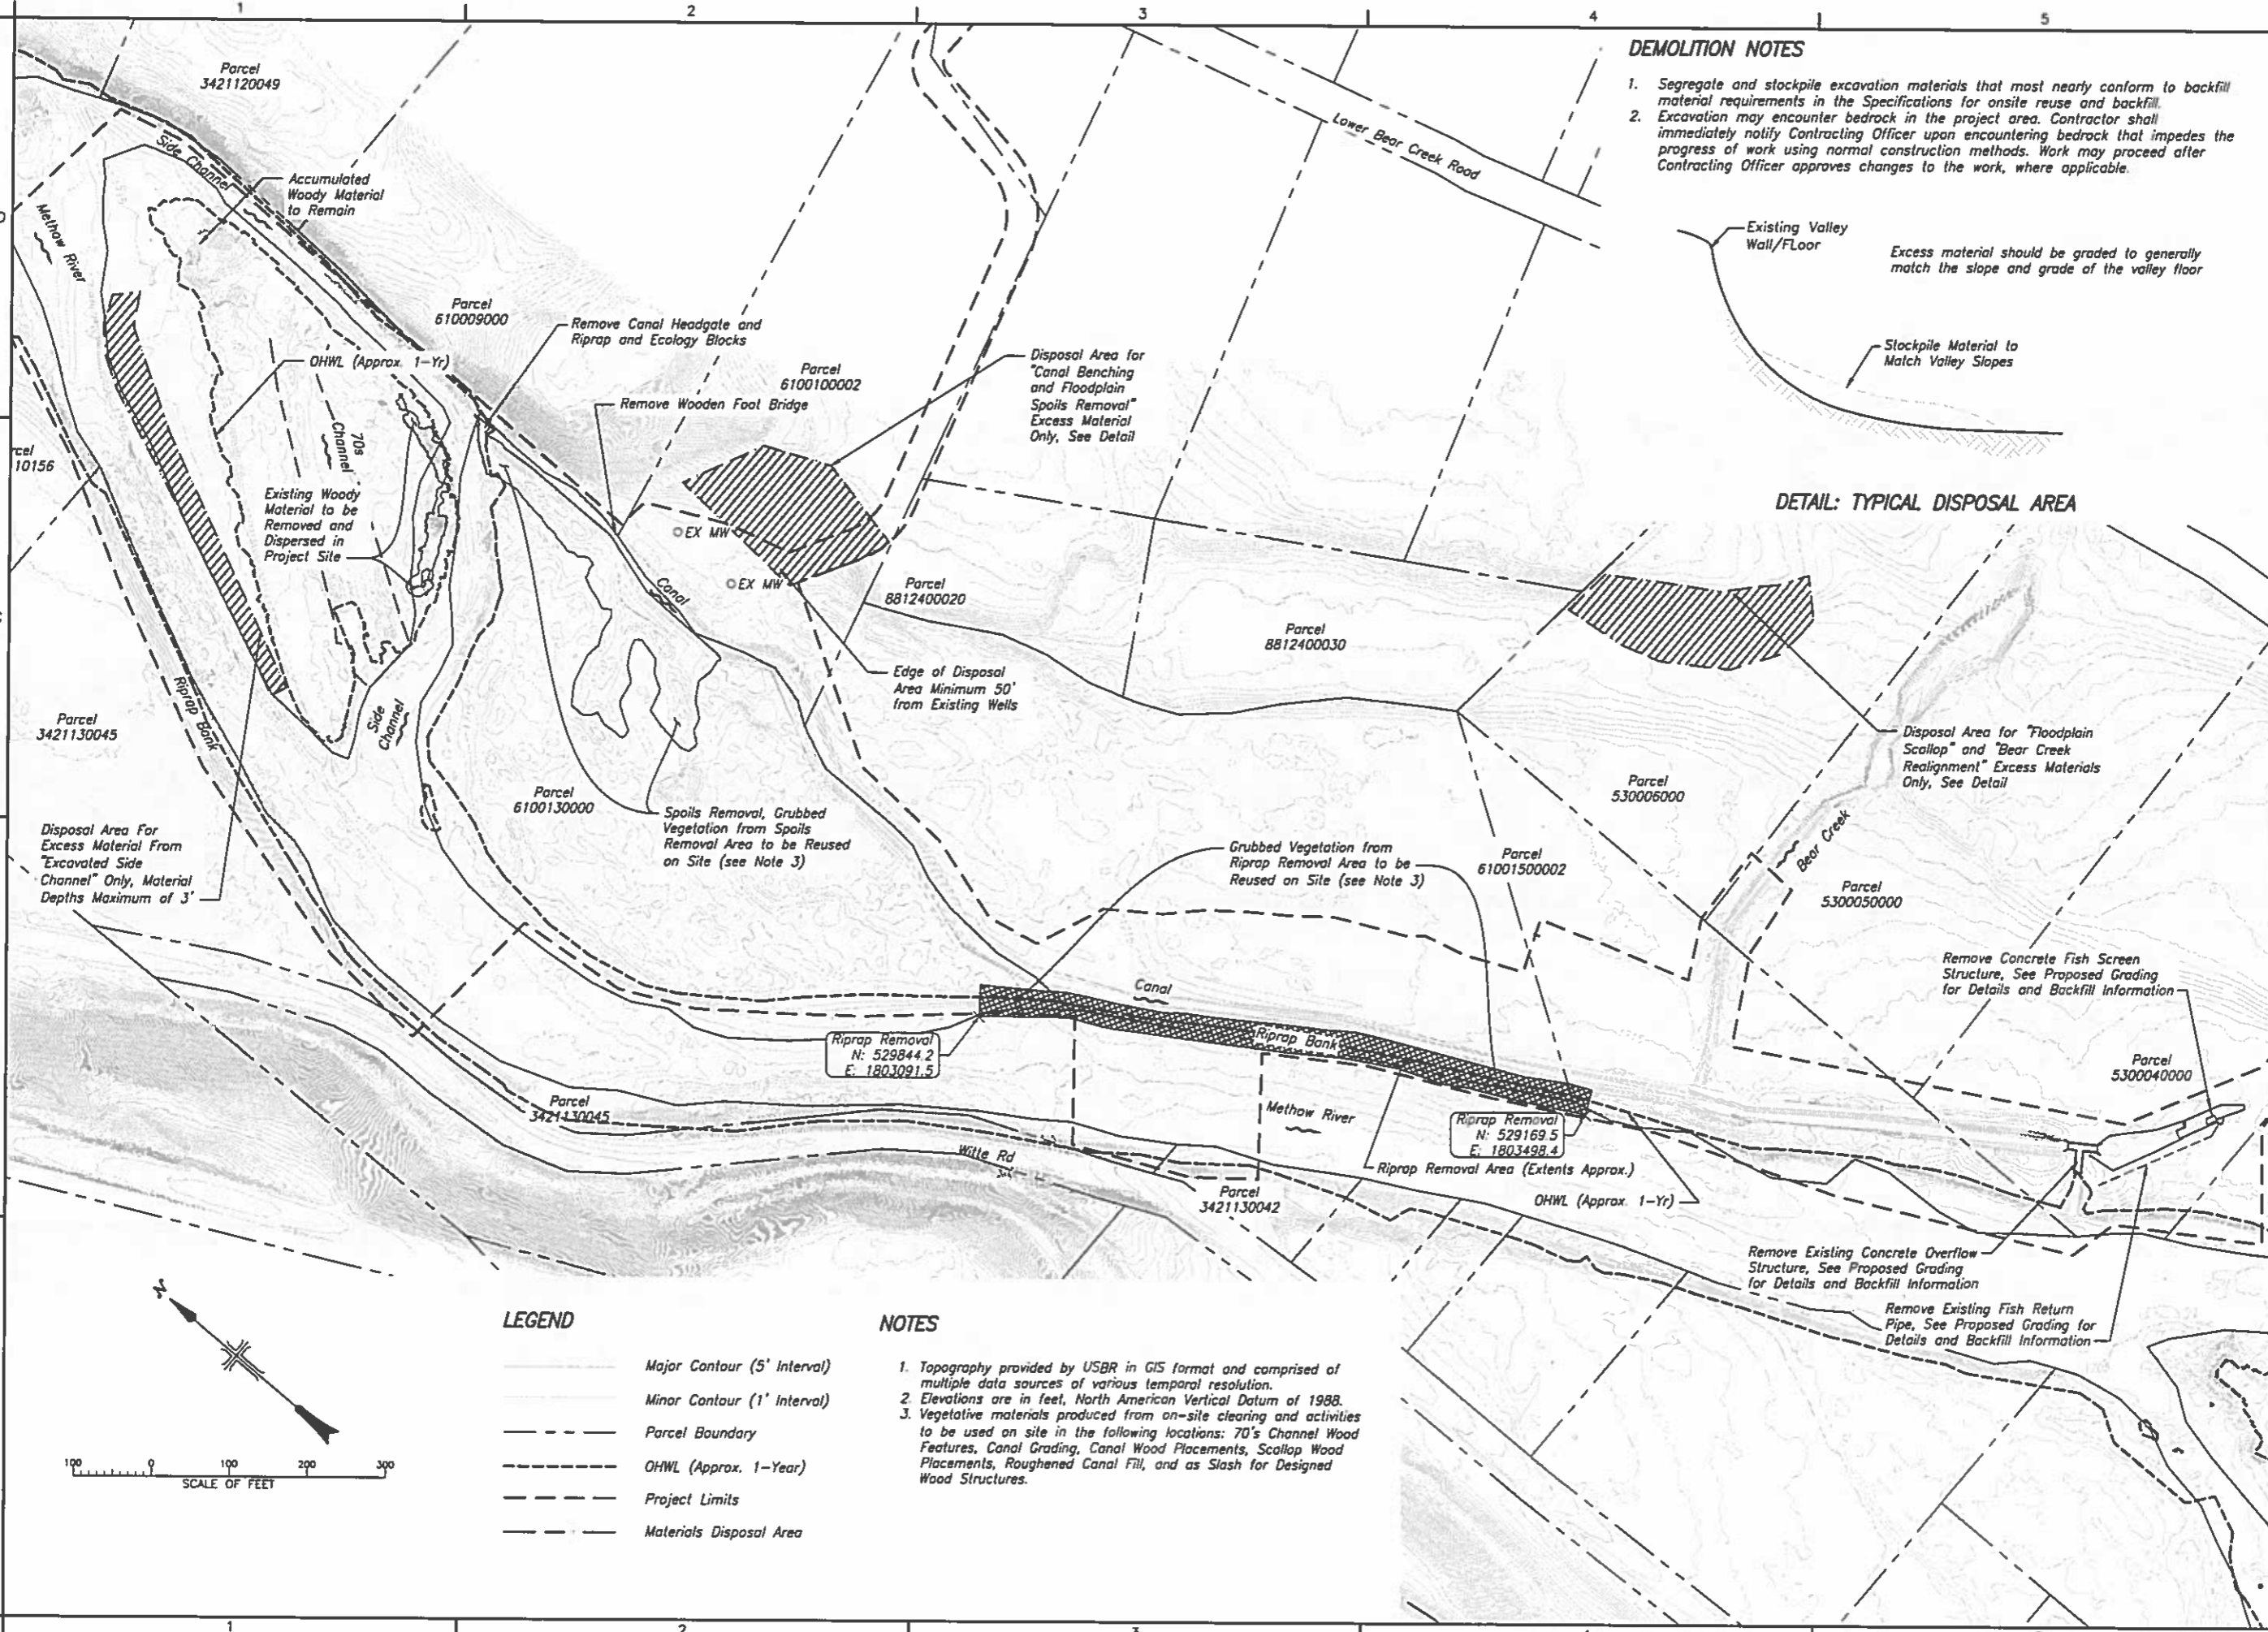 1
2
3
4
5
DEMOLITION NOTES
1. Segregate and stockpile excavation materials that most nearly conform to backfill
material requirements in the Specifications for onsite reuse and backfill.
2. Excavation may encounter bedrock in the project area. Contractor shall
immediately notify Contracting Officer upon encountering bedrock that impedes the
progress of work using normal construction methods. Work may proceed after
Contracting Officer approves changes to the work, where applicable.
Existing Valley
Wall/FLoor
Excess material should be graded to generally
match the slope and grade of the valley floor
Stockpile Material to
Match Valley Slopes
DETAIL: TYPICAL DISPOSAL AREA
Parcel
3421120049
Lower Bear Creek Road
Side Channel
Accumulated
Woody Material
to Remain
Methow River
Parcel
610009000
Remove Canal Headgate and
Riprap and Ecology Blocks
OHWL (Approx. 1-Yr)
Parcel
6100100002
Remove Wooden Foot Bridge
Disposal Area for
"Canal Benching
and Floodplain
Spoils Removal"
Excess Material
Only, See Detail
70s
Channel
rcel
10156
Existing Woody
Material to be
Removed and
Dispersed in
Project Site
EX MW
EX MW
Canal
Parcel
8812400020
Parcel
8812400030
Edge of Disposal
Area Minimum 50'
from Existing Wells
Riprap Bank
Side
Channel
Parcel
3421130045
Disposal Area for "Floodplain
Scallop" and "Bear Creek
Realignment" Excess Materials
Only, See Detail
Parcel
530006000
Parcel
6100130000
Spoils Removal, Grubbed
Vegetation from Spoils
Removal Area to be Reused
on Site (see Note 3)
Disposal Area For
Excess Material From
"Excavated Side
Channel" Only, Material
Depths Maximum of 3'
Grubbed Vegetation from
Riprap Removal Area to be
Reused on Site (see Note 3)
Parcel
61001500002
Bear Creek
Parcel
5300050000
Remove Concrete Fish Screen
Structure, See Proposed Grading
for Details and Backfill Information
Canal
Riprap Bank
Riprap Removal
N: 529844.2
E: 1803091.5
Parcel
5300040000
Parcel
3421130045
Methow River
Riprap Removal
N: 529169.5
E: 1803498.4
Witte Rd
Riprap Removal Area (Extents Approx.)
Parcel
3421130042
OHWL (Approx. 1-Yr)
Remove Existing Concrete Overflow
Structure, See Proposed Grading
for Details and Backfill Information
Remove Existing Fish Return
Pipe, See Proposed Grading for
Details and Backfill Information
N
100 0 100 200 300
SCALE OF FEET
LEGEND
Major Contour (5' Interval)
Minor Contour (1' Interval)
Parcel Boundary
OHWL (Approx. 1-Year)
Project Limits
Materials Disposal Area
NOTES
1. Topography provided by USBR in GIS format and comprised of
multiple data sources of various temporal resolution.
2. Elevations are in feet, North American Vertical Datum of 1988.
3. Vegetative materials produced from on-site clearing and activities
to be used on site in the following locations: 70's Channel Wood
Features, Canal Grading, Canal Wood Placements, Scallop Wood
Placements, Roughened Canal Fill, and as Slash for Designed
Wood Structures.
1
2
3